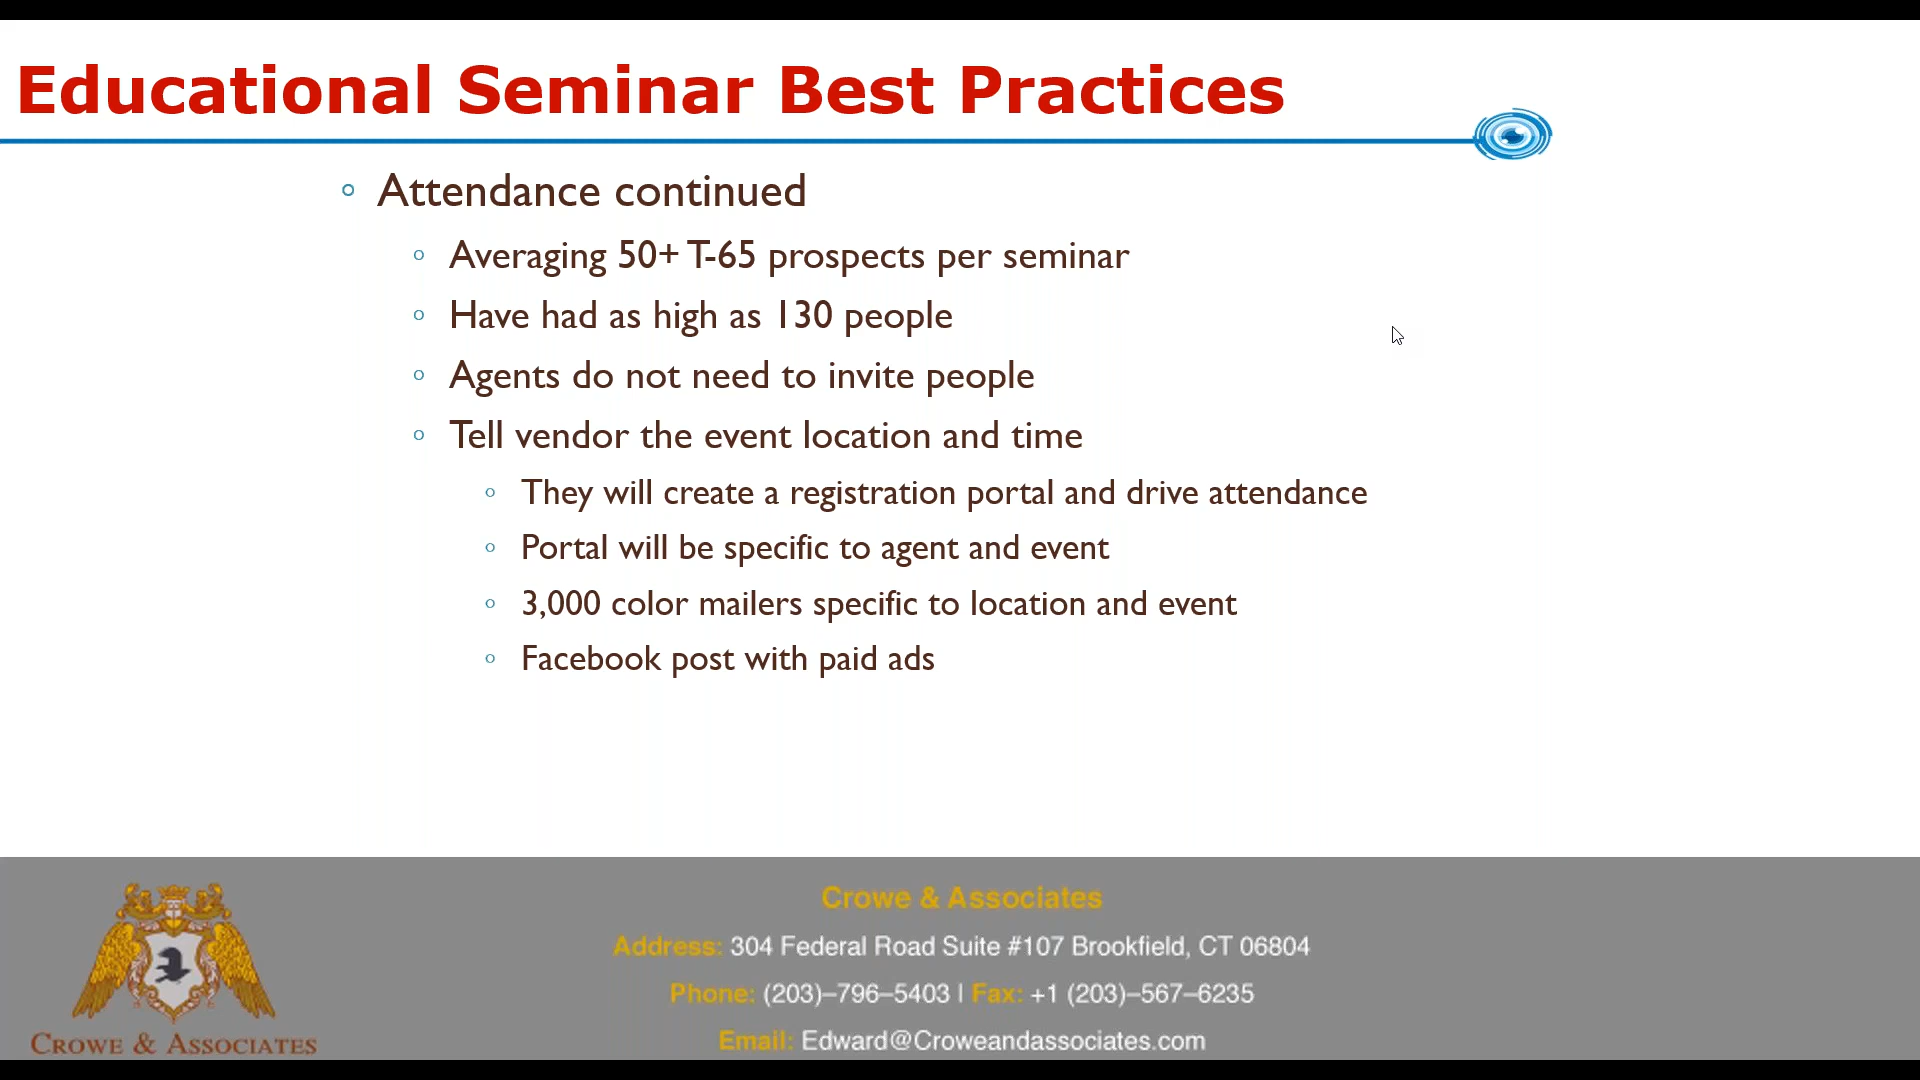 Educational Seminar Best Practices
Attendance continued
Averaging 50+ T-65 prospects per seminar
Have had as high as 130 people
Agents do not need to invite people
Tell vendor the event location and time
They will create a registration portal and drive attendance
Portal will be specific to agent and event
3,000 color mailers specific to location and event
Facebook post with paid ads
Crowe & Associates
Address: 304 Federal Road Suite #107 Brookfield, CT 06804
Phone: (203)–796–5403 | Fax: +1 (203)–567–6235
Email: Edward@Croweandassociates.com
Crowe & Associates